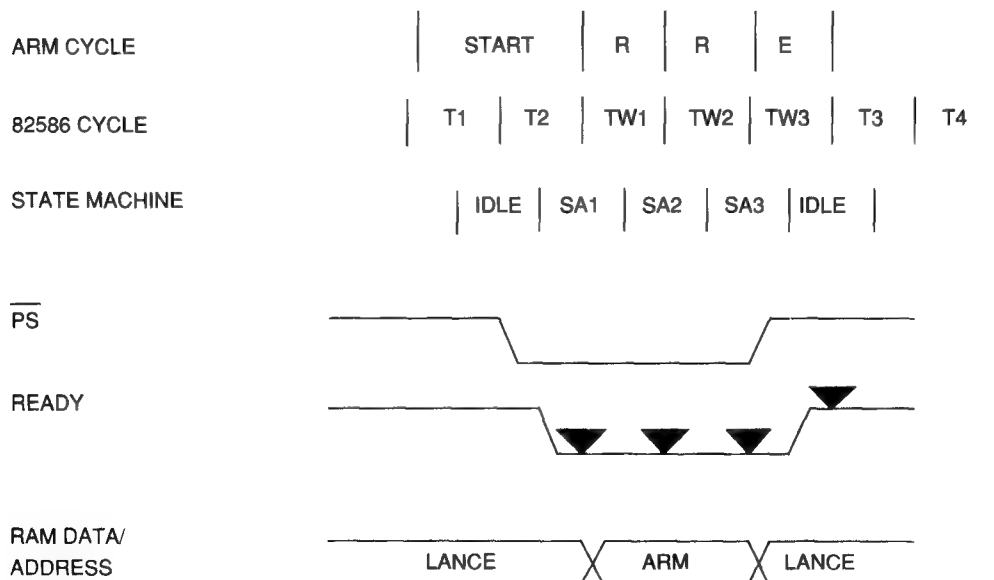 ARM CYCLE START R R E
82586 CYCLE T1 T2 TW1 TW2 TW3 T3 T4
STATE MACHINE IDLE SA1 SA2 SA3 IDLE
PS
READY
RAM DATA/
ADDRESS LANCE ARM LANCE